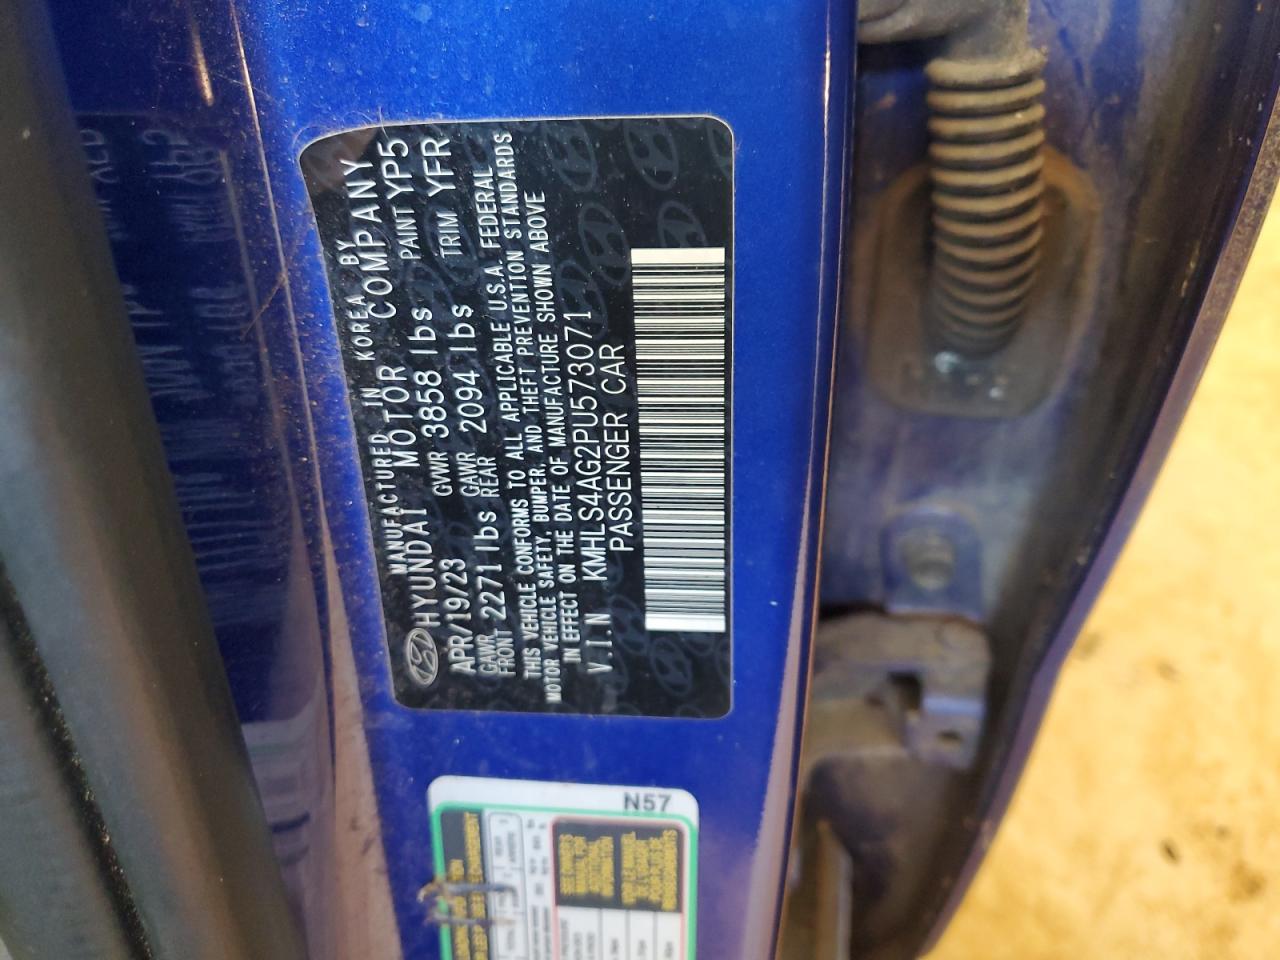 MANUFACTURED IN KOREA BY
HYUNDAI MOTOR COMPANY
APR/19/23 GVWR 3858 lbs PAINT YP5
GAWR FRONT 2271 lbs GAWR REAR 2094 lbs TRIM YFR
THIS VEHICLE CONFORMS TO ALL APPLICABLE U.S.A. FEDERAL
MOTOR VEHICLE SAFETY, BUMPER, AND THEFT PREVENTION STANDARDS
IN EFFECT ON THE DATE OF MANUFACTURE SHOWN ABOVE
V.I.N KMHLS4AG2PU573071
PASSENGER CAR
N57